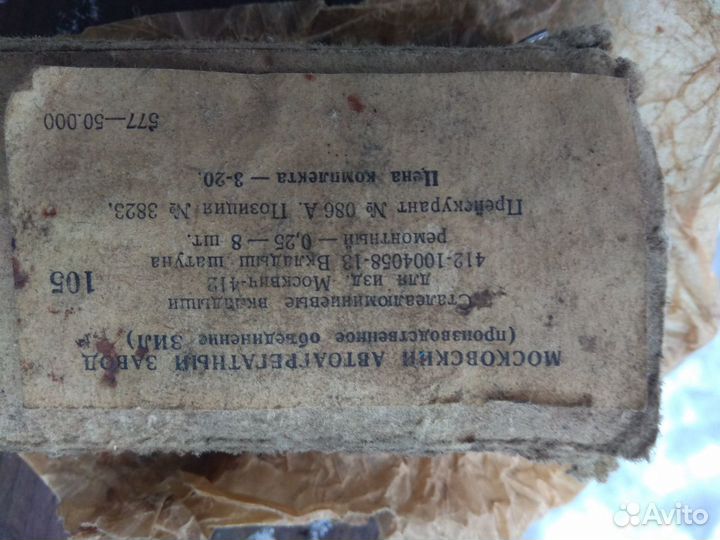 МОСКОВСКИЙ АВТОАГРЕГАТНЫЙ ЗАВОД
(производственное объединение ЗИЛ)
Сталеалюминиевые вкладыши
для изд. Москвич-412
105
412-1004058-13 Вкладыш шатуна
ремонтный — 0,25 — 8 шт.
Прейскурант № 086 А. Позиция № 3823.
Цена комплекта — 3-20.
577—50.000
Avito